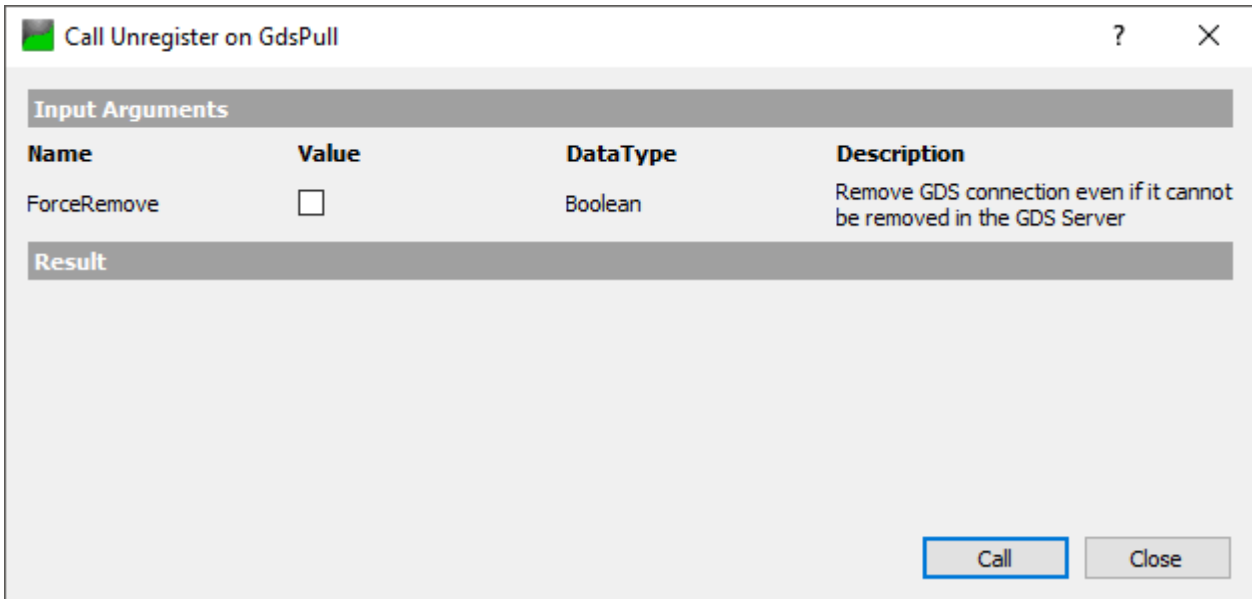 Call Unregister on GdsPull
?
Input Arguments
Name Value DataType Description
ForceRemove Boolean Remove GDS connection even if it cannot
be removed in the GDS Server
Result
Call Close